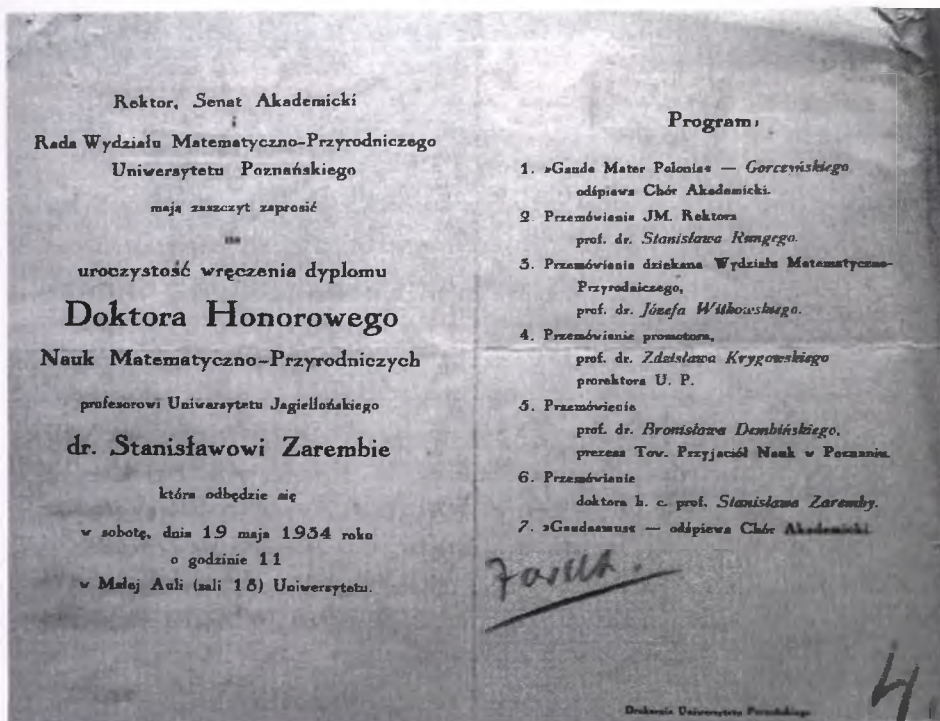 Rektor, Senat Akademicki
i
Rada Wydziału Matematyczno-Przyrodniczego
Uniwersytetu Poznańskiego
mają zaszczyt zaprosić
na
uroczystość wręczenia dyplomu
Doktora Honorowego
Nauk Matematyczno-Przyrodniczych
profesorowi Uniwersytetu Jagiellońskiego
dr. Stanisławowi Zarembie
która odbędzie się
w sobotę, dnia 19 maja 1934 roku
o godzinie 11
w Małej Auli (sali 18) Uniwersytetu.
Program:
1. »Gaude Mater Polonia« — Gorczyńskiego
odśpiewa Chór Akademicki.
2. Przemówienie JM. Rektora
prof. dr. Stanisława Rungego.
3. Przemówienie dziekana Wydziału Matematyczno-
Przyrodniczego,
prof. dr. Józefa Witkowskiego.
4. Przemówienie promotora,
prof. dr. Zdzisława Krygowskiego
prorektora U. P.
5. Przemówienie
prof. dr. Bronisława Dembińskiego,
prezesa Tow. Przyjaciół Nauk w Poznaniu.
6. Przemówienie
doktora h. c. prof. Stanisława Zaremby.
7. »Gaudeamus« — odśpiewa Chór Akademicki.
4
Drukarnia Uniwersytetu Poznańskiego